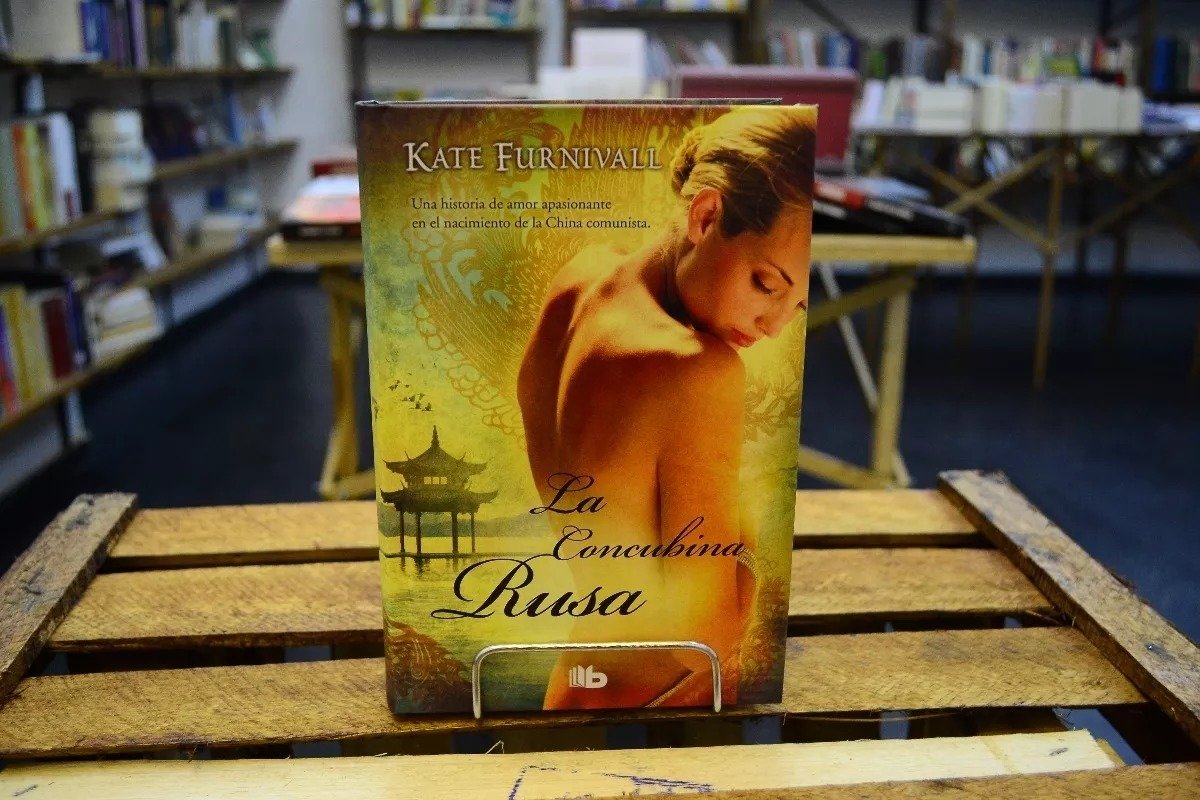 KATE FURNIVALL
Una historia de amor apasionante
en el nacimiento de la China comunista.
La
Concubina
Rusa
b